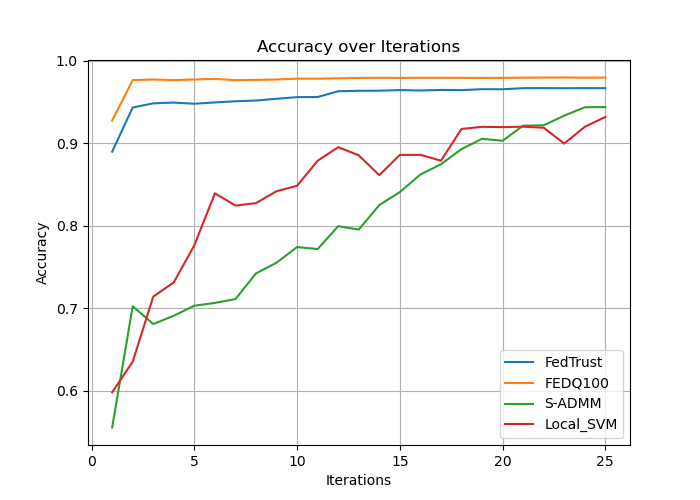 Accuracy over Iterations
Accuracy
1.0
0.9
0.8
0.7
0.6
0
5
10
15
20
25
Iterations
FedTrust
FEDQ100
S-ADMM
Local_SVM